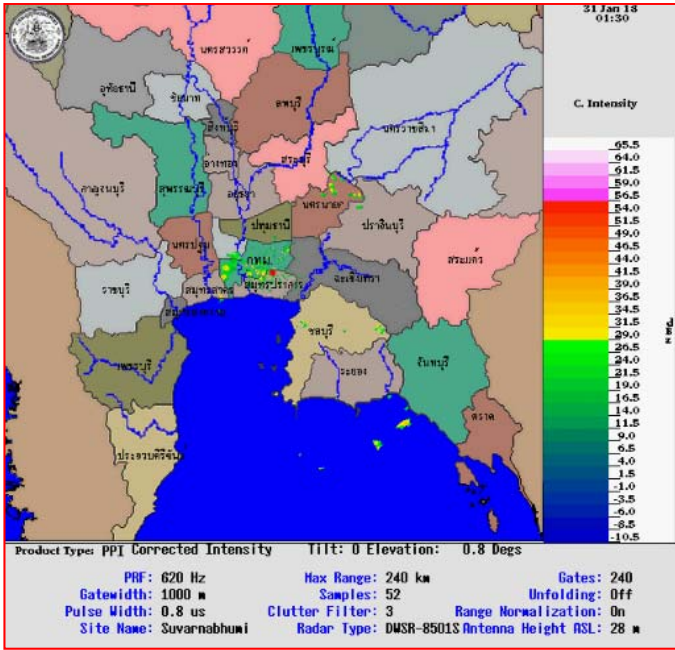 31 Jan 18
01:30
C. Intensity
นครสวรรค์
เพชรบูรณ์
อุทัยธานี
ชัยนาท
ลพบุรี
สิงห์บุรี
นครราชสีมา
อ่างทอง
สระบุรี
กาญจนบุรี
สุพรรณบุรี
อยุธยา
นครนายก
ปทุมธานี
ปราจีนบุรี
นครปฐม
กทม.
สระแก้ว
ราชบุรี
สมุทรสาคร
สมุทรปราการ
ฉะเชิงเทรา
ชลบุรี
เพชรบุรี
ระยอง
จันทบุรี
ตราด
ประจวบคีรีขันธ์
65.5
64.0
61.5
59.0
56.5
54.0
51.5
49.0
46.5
44.0
41.5
39.0
36.5
34.0
31.5
29.0
26.5
24.0
21.5
19.0
16.5
14.0
11.5
9.0
6.5
4.0
1.5
-1.0
-3.5
-6.0
-8.5
-10.5
Product Type: PPI Corrected Intensity Tilt: 0 Elevation: 0.8 Degs
PRF: 620 Hz Max Range: 240 km Gates: 240
Gatewidth: 1000 m Samples: 52 Unfolding: Off
Pulse Width: 0.8 us Clutter Filter: 3 Range Normalization: On
Site Name: Suvarnabhumi Radar Type: DWSR-8501S Antenna Height ASL: 28 m